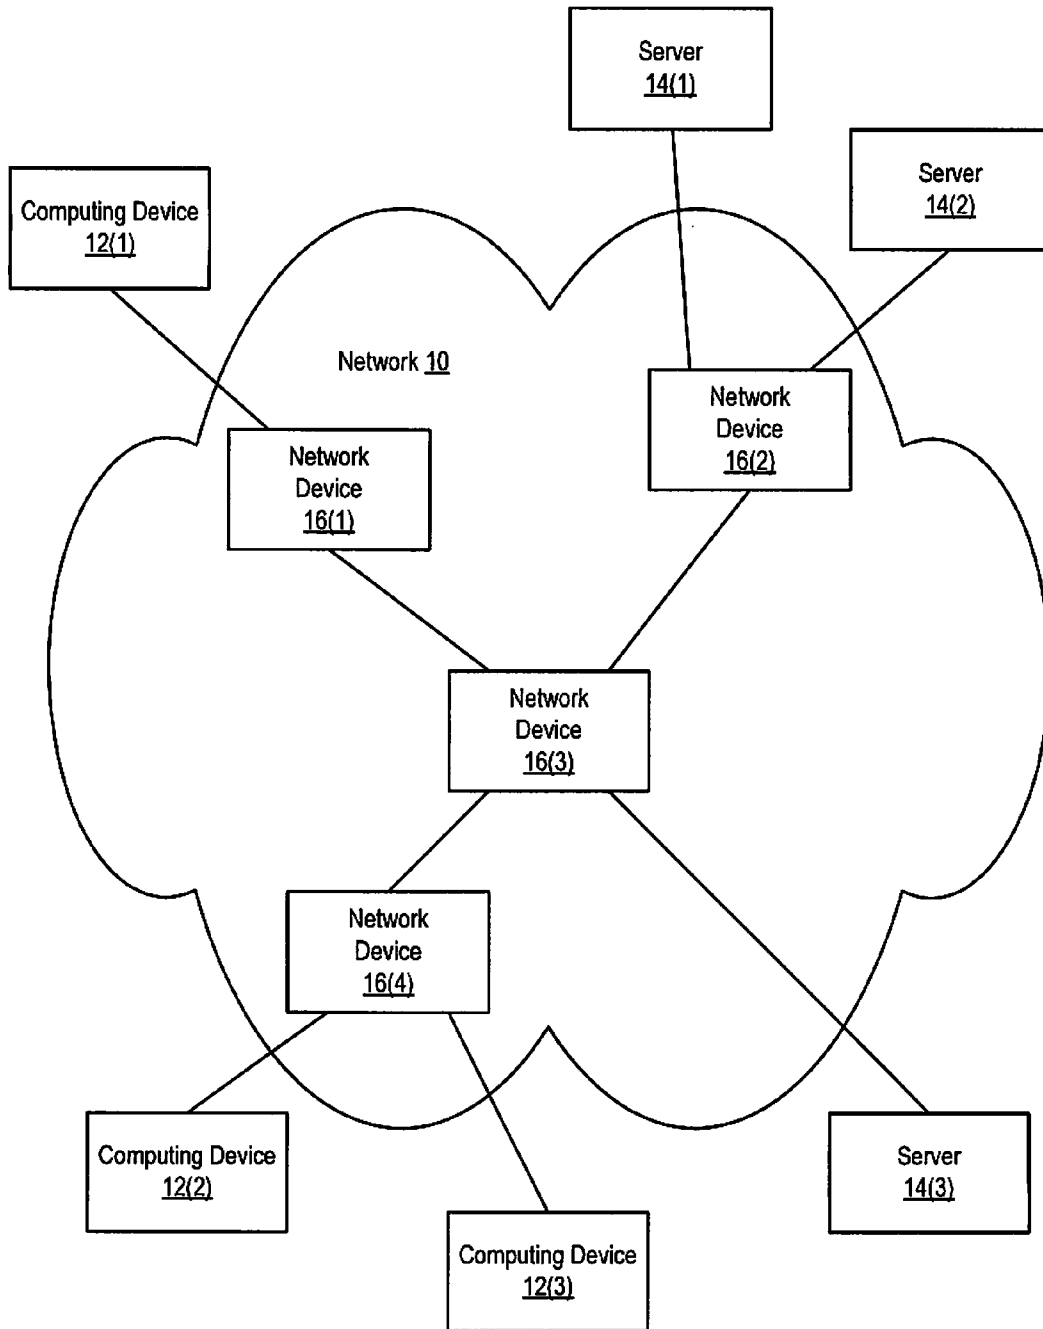 Server
14(1)
Server
14(2)
Computing Device
12(1)
Network 10
Network
Device
16(2)
Network
Device
16(1)
Network
Device
16(3)
Network
Device
16(4)
Computing Device
12(2)
Server
14(3)
Computing Device
12(3)